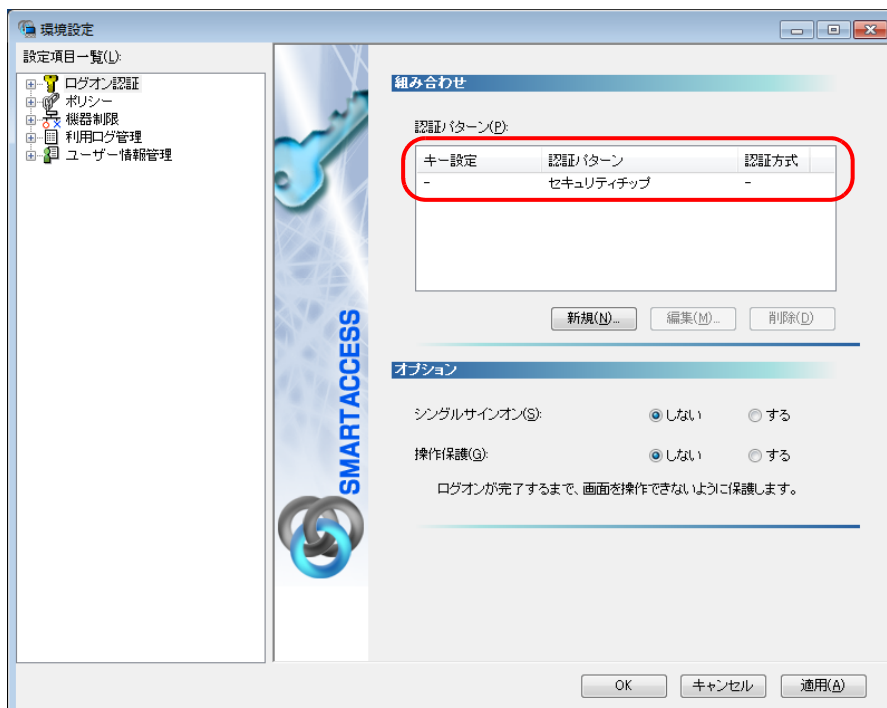 環境設定
設定項目一覧(L):
ログオン認証
ポリシー
機器制限
利用ログ管理
ユーザー情報管理
SMARTACCESS
組み合わせ
認証パターン(P):
キー設定 認証パターン 認証方式
- セキュリティチップ -
新規(N)... 編集(M)... 削除(D)
オプション
シングルサインオン(S): しない する
操作保護(G): しない する
ログオンが完了するまで、画面を操作できないように保護します。
OK キャンセル 適用(A)